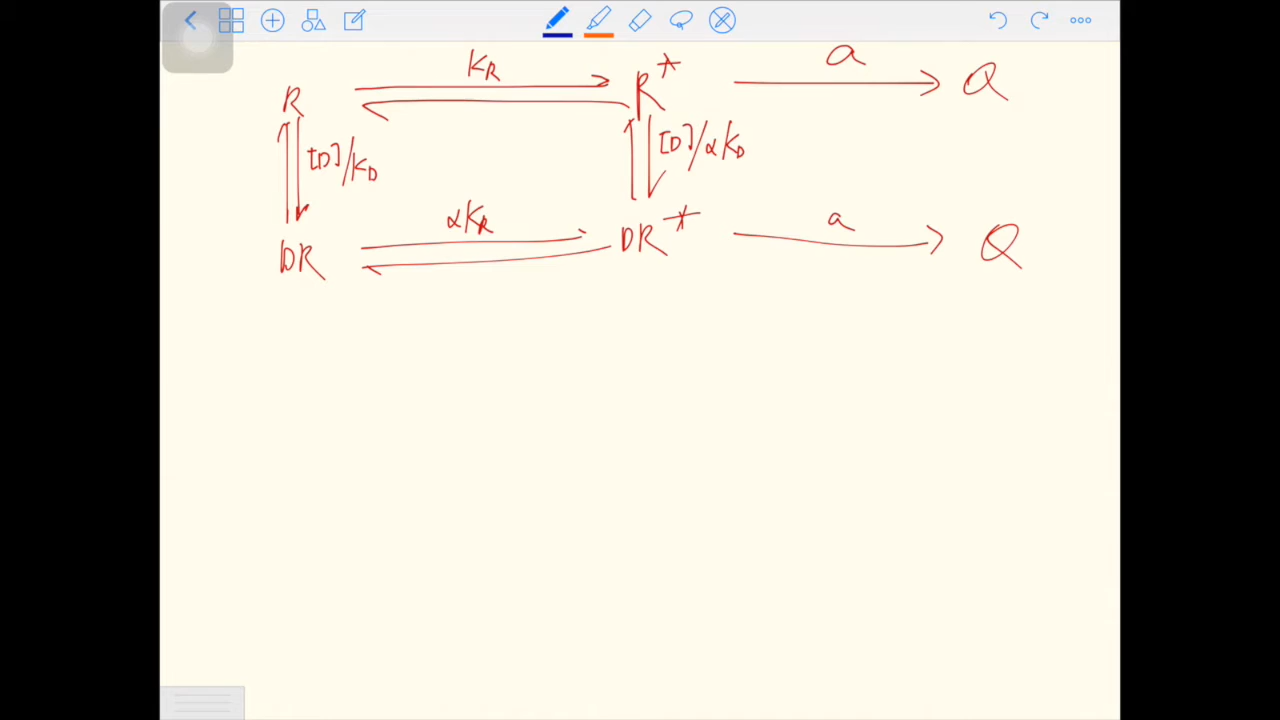 R K_R R* a Q
[D]/K_D [D]/αK_D
DR αK_R DR* a Q